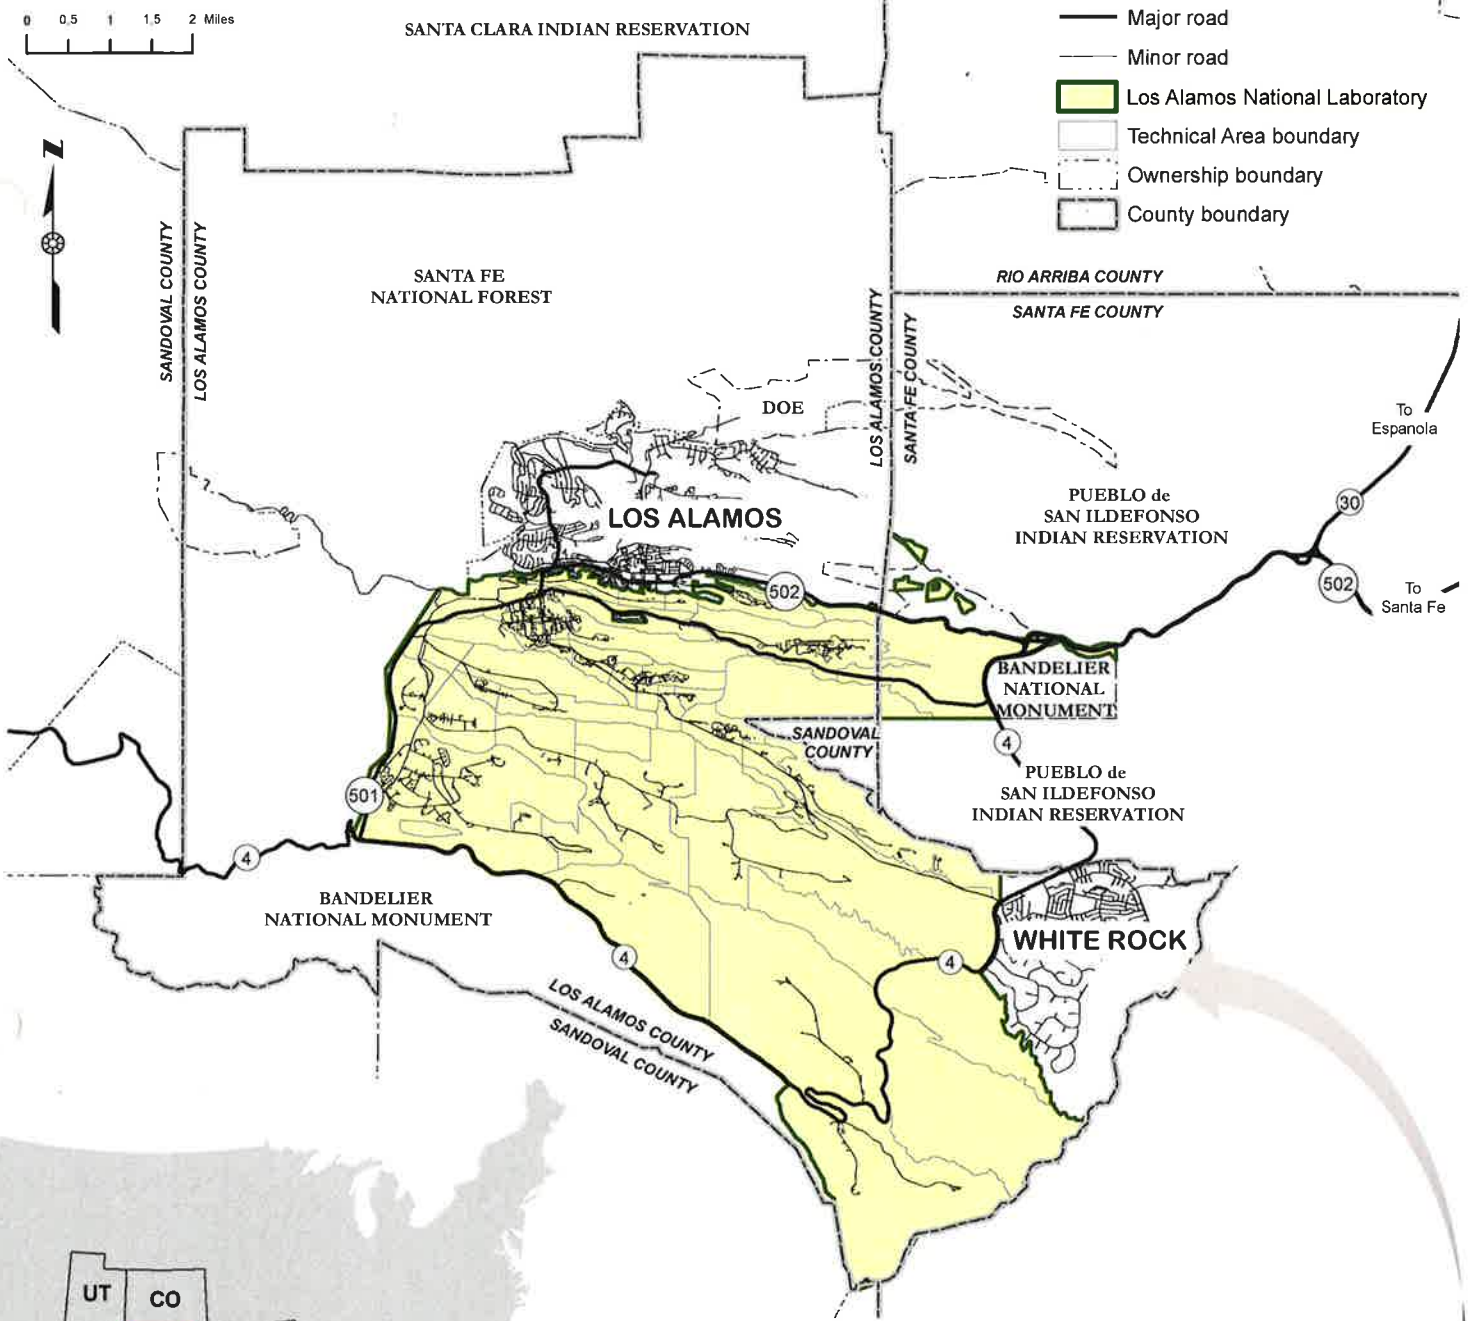 0 0.5 1 1.5 2 Miles
SANTA CLARA INDIAN RESERVATION
Major road
Minor road
Los Alamos National Laboratory
Technical Area boundary
Ownership boundary
County boundary
N
SANDOVAL COUNTY
LOS ALAMOS COUNTY
SANTA FE
NATIONAL FOREST
RIO ARRIBA COUNTY
SANTA FE COUNTY
LOS ALAMOS COUNTY
SANTA FE COUNTY
DOE
To
Espanola
PUEBLO de
SAN ILDEFONSO
INDIAN RESERVATION
30
LOS ALAMOS
502
502
To
Santa Fe
BANDELIER
NATIONAL
MONUMENT
SANDOVAL
COUNTY
4
PUEBLO de
SAN ILDEFONSO
INDIAN RESERVATION
501
4
BANDELIER
NATIONAL MONUMENT
WHITE ROCK
4
4
LOS ALAMOS COUNTY
SANDOVAL COUNTY
UT
CO